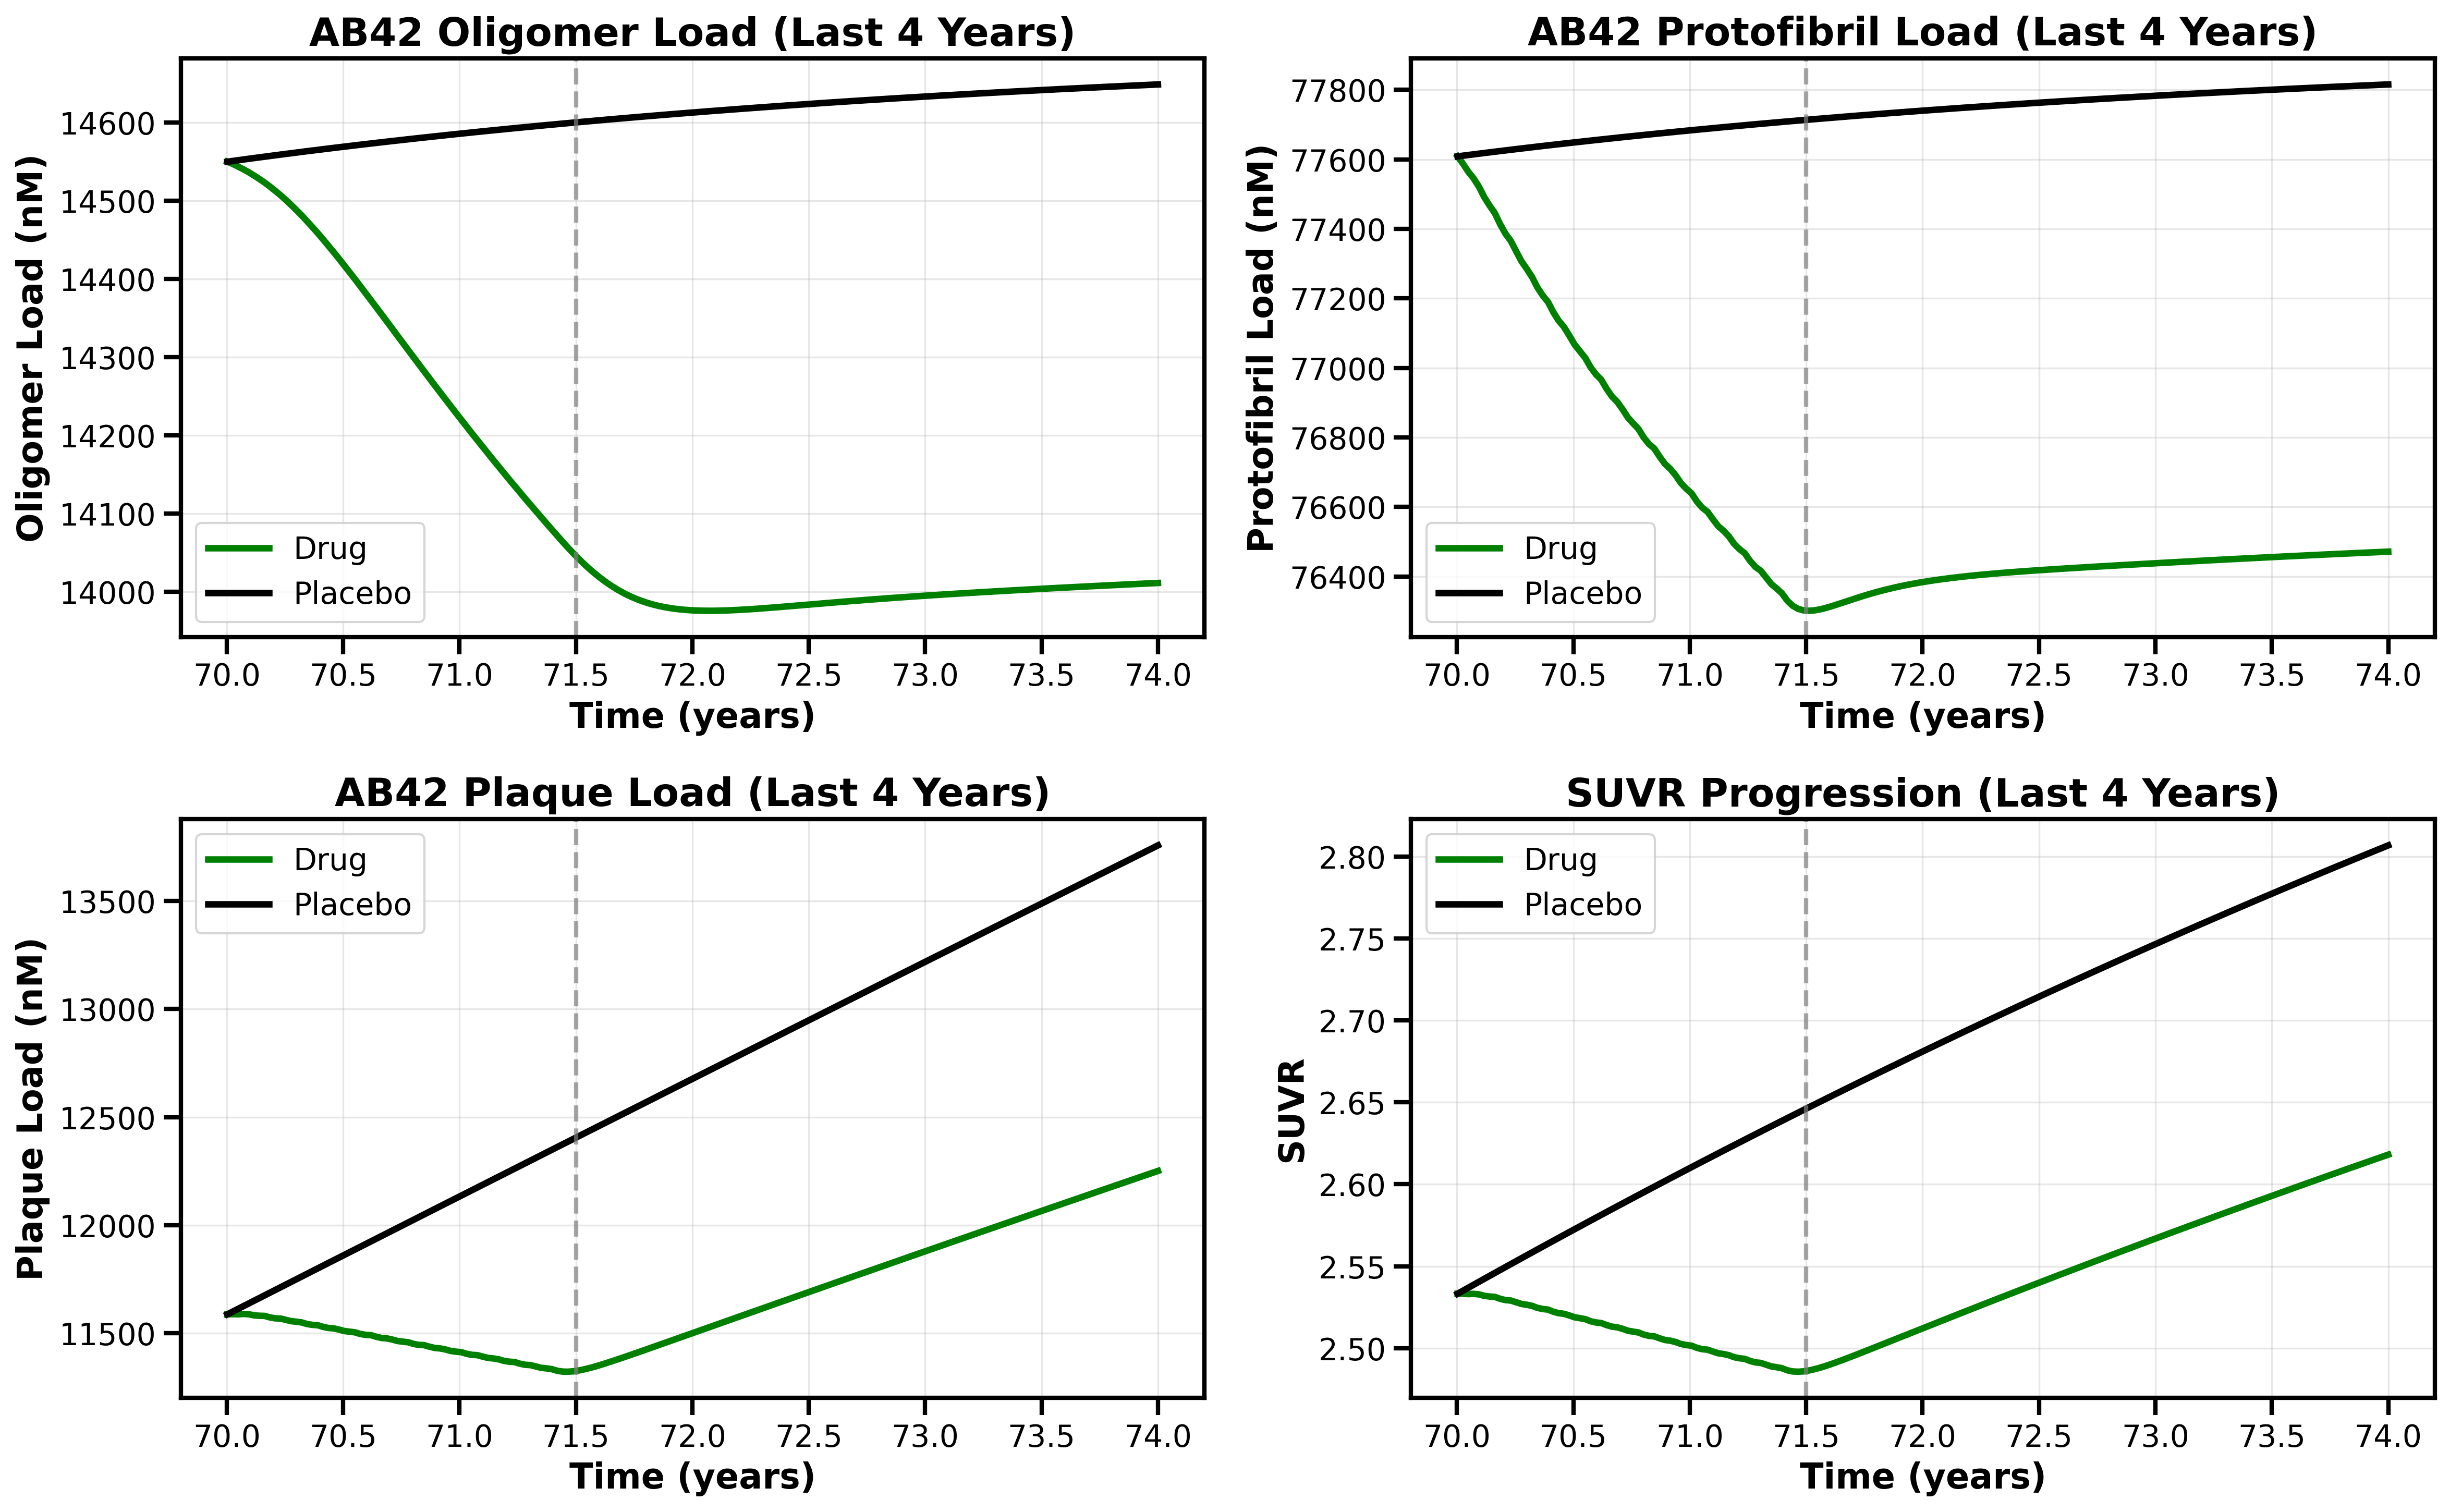 AB42 Oligomer Load (Last 4 Years)
Oligomer Load (nM)
14600
14500
14400
14300
14200
14100
14000
Drug
Placebo
70.0 70.5 71.0 71.5 72.0 72.5 73.0 73.5 74.0
Time (years)
AB42 Protofibril Load (Last 4 Years)
Protofibril Load (nM)
77800
77600
77400
77200
77000
76800
76600
76400
Drug
Placebo
70.0 70.5 71.0 71.5 72.0 72.5 73.0 73.5 74.0
Time (years)
AB42 Plaque Load (Last 4 Years)
Plaque Load (nM)
Drug
Placebo
13500
13000
12500
12000
11500
70.0 70.5 71.0 71.5 72.0 72.5 73.0 73.5 74.0
Time (years)
SUVR Progression (Last 4 Years)
SUVR
Drug
Placebo
2.80
2.75
2.70
2.65
2.60
2.55
2.50
70.0 70.5 71.0 71.5 72.0 72.5 73.0 73.5 74.0
Time (years)